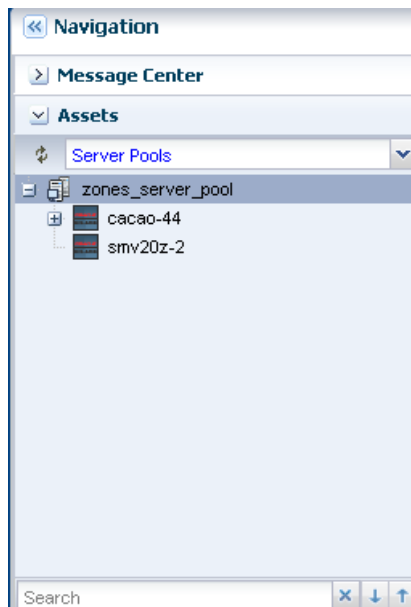 Navigation
Message Center
Assets
Server Pools
zones_server_pool
cacao-44
smv20z-2
Search